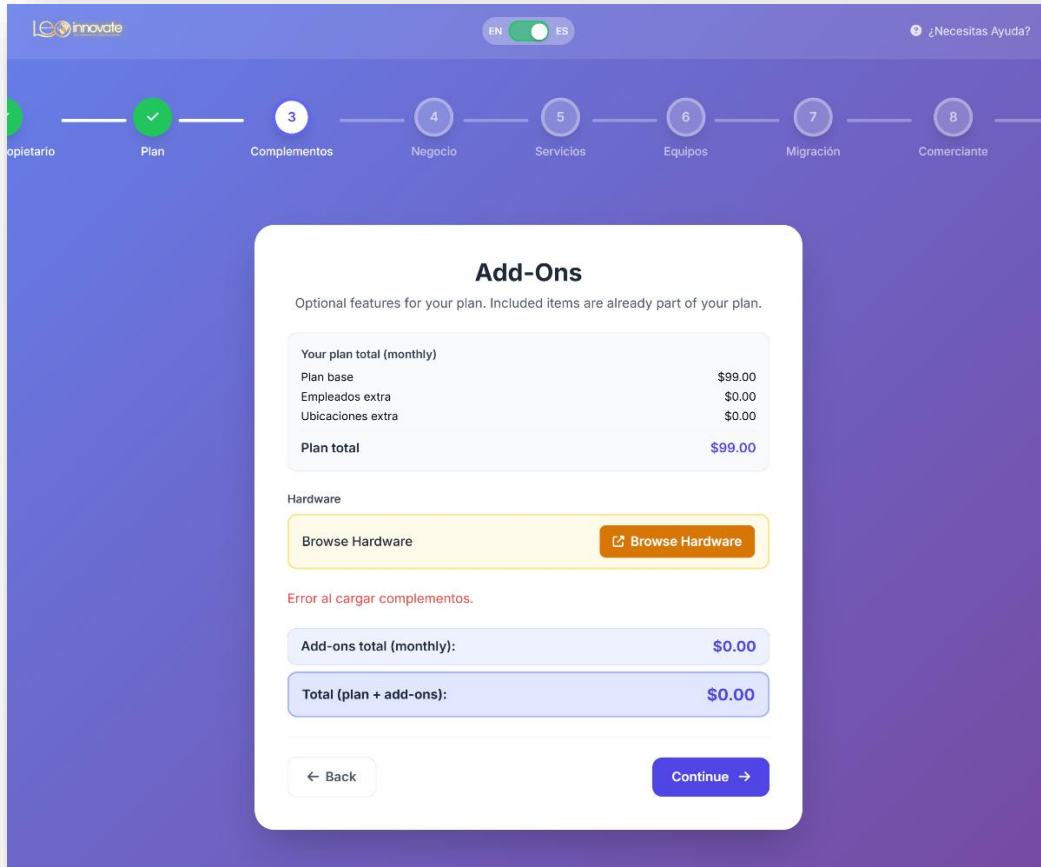 Leo innovate
EN ES
¿Necesitas Ayuda?
3 4 5 6 7 8
opietario Plan Complementos Negocio Servicios Equipos Migración Comerciante
Add-Ons
Optional features for your plan. Included items are already part of your plan.
Your plan total (monthly)
Plan base $99.00
Empleados extra $0.00
Ubicaciones extra $0.00
Plan total $99.00
Hardware
Browse Hardware Browse Hardware
Error al cargar complementos.
Add-ons total (monthly): $0.00
Total (plan + add-ons): $0.00
← Back Continue →